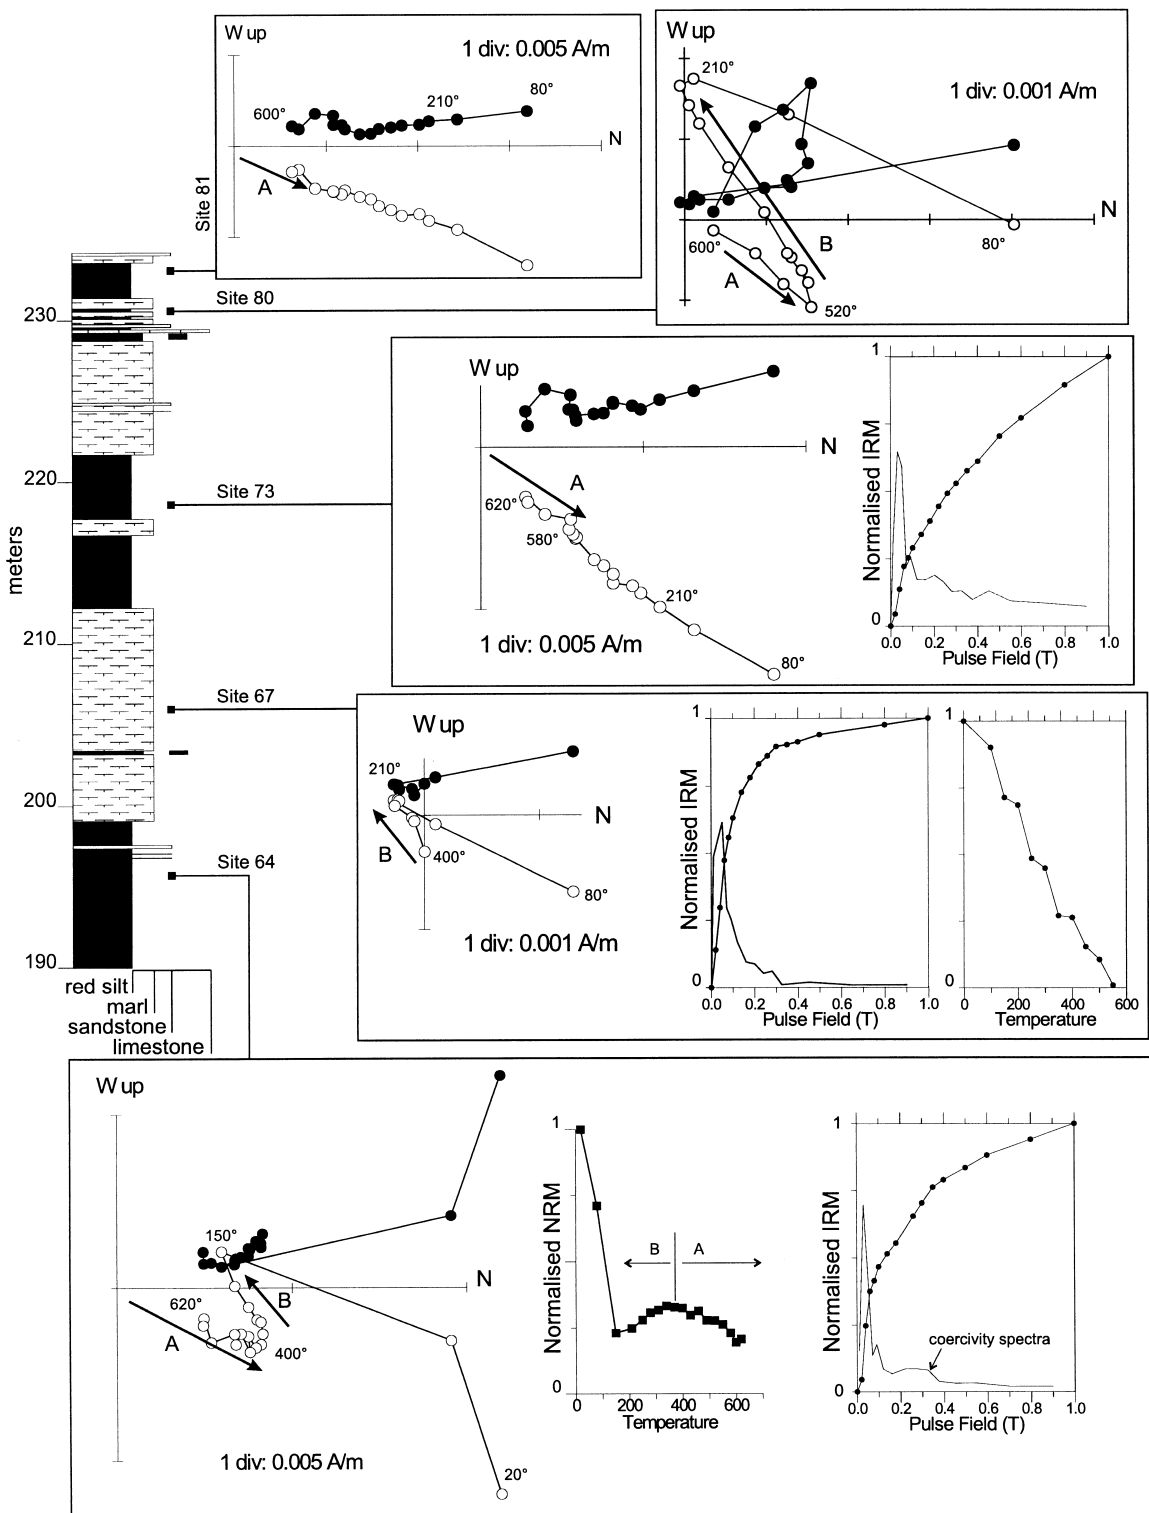 W up
1 div: 0.005 A/m
80°
210°
600°
N
A
Site 81
W up
210°
1 div: 0.001 A/m
N
80°
600°
B
A
520°
Site 80
230
W up
N
A
620°
580°
210°
80°
1 div: 0.005 A/m
1
Normalised IRM
0
0.0 0.2 0.4 0.6 0.8 1.0
Pulse Field (T)
220
Site 73
meters
210
Site 67
W up
210°
N
B
400°
80°
1 div: 0.001 A/m
1
Normalised IRM
0
0.0 0.2 0.4 0.6 0.8 1.0
Pulse Field (T)
1
0
0 200 400 600
Temperature
200
Site 64
190
red silt
marl
sandstone
limestone
W up
150°
N
620°
B
A
400°
20°
1 div: 0.005 A/m
1
Normalised NRM
B
A
0
0 200 400 600
Temperature
1
Normalised IRM
coercivity spectra
0
0.0 0.2 0.4 0.6 0.8 1.0
Pulse Field (T)